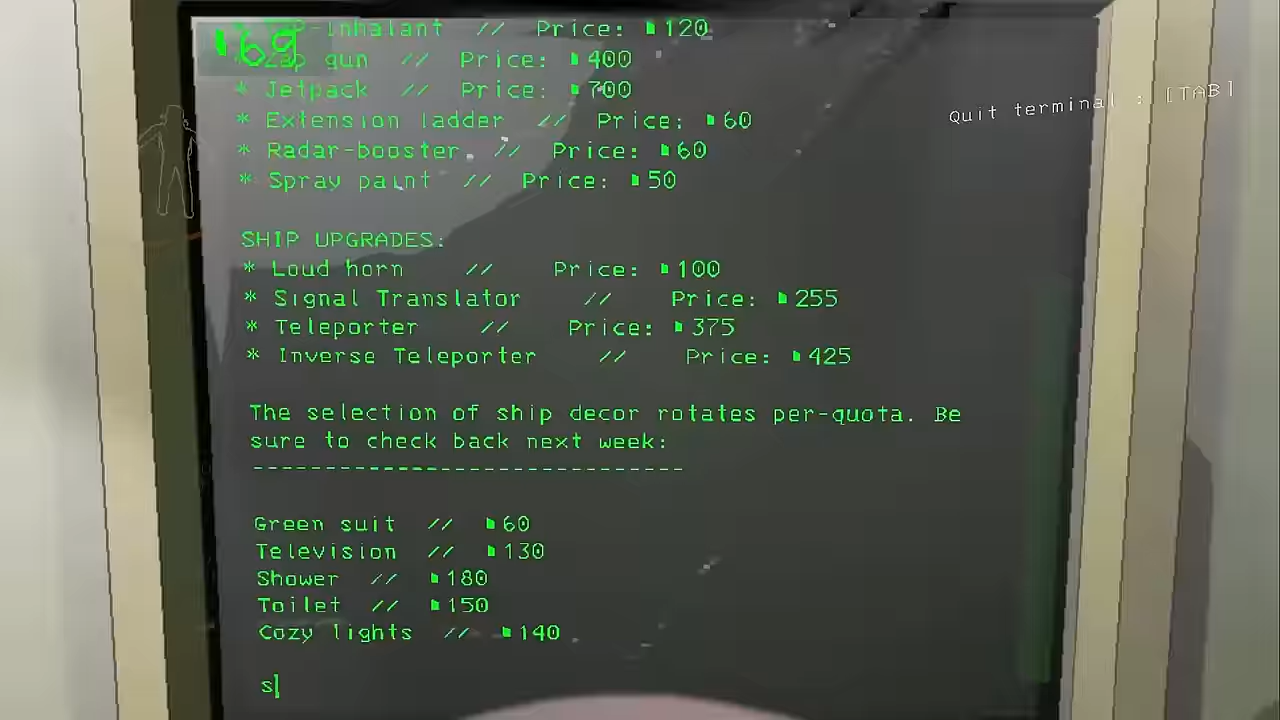 -Inhalant // Price: ▮120
▮69
Zap gun // Price: ▮400
* Jetpack // Price: ▮700
* Extension ladder // Price: ▮60
* Radar-booster // Price: ▮60
* Spray paint // Price: ▮50
Quit terminal : [TAB]
SHIP UPGRADES:
* Loud horn // Price: ▮100
* Signal Translator // Price: ▮255
* Teleporter // Price: ▮375
* Inverse Teleporter // Price: ▮425
The selection of ship decor rotates per-quota. Be
sure to check back next week:
------------------------------
Green suit // ▮60
Television // ▮130
Shower // ▮180
Toilet // ▮150
Cozy lights // ▮140
s